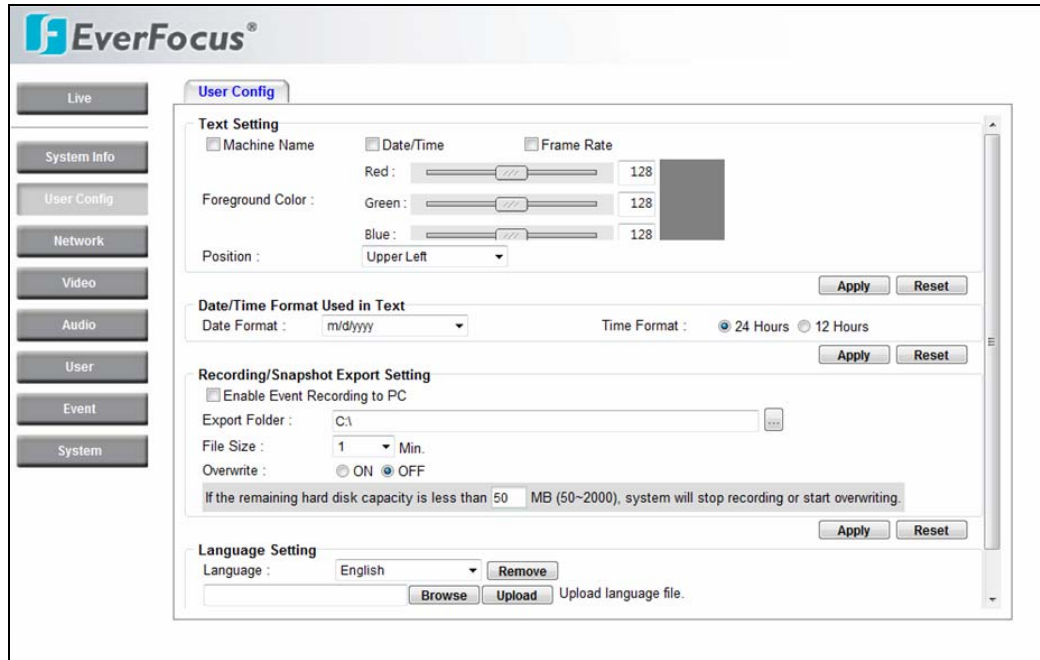 EverFocus®
Live
System Info
User Config
Network
Video
Audio
User
Event
System
User Config
Text Setting
Machine Name Date/Time Frame Rate
Foreground Color :
Red : 128
Green : 128
Blue : 128
Position : Upper Left
Apply Reset
Date/Time Format Used in Text
Date Format : m/d/yyyy Time Format : 24 Hours 12 Hours
Apply Reset
Recording/Snapshot Export Setting
Enable Event Recording to PC
Export Folder : C:\ ...
File Size : 1 Min.
Overwrite : ON OFF
If the remaining hard disk capacity is less than 50 MB (50~2000), system will stop recording or start overwriting.
Apply Reset
Language Setting
Language : English Remove
Browse Upload Upload language file.